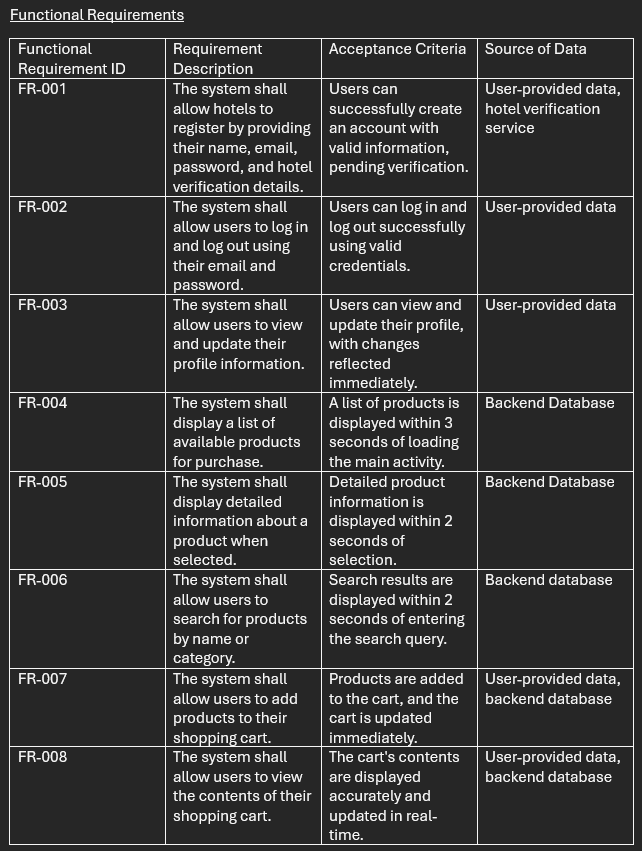 Functional Requirements
Functional Requirement ID
Requirement Description
Acceptance Criteria
Source of Data
FR-001
The system shall
allow hotels to
register by providing
their name, email,
password, and hotel
verification details.
Users can
successfully create
an account with
valid information,
pending verification.
User-provided data,
hotel verification
service
FR-002
The system shall
allow users to log in
and log out using
their email and
password.
Users can log in and
log out successfully
using valid
credentials.
User-provided data
FR-003
The system shall
allow users to view
and update their
profile information.
Users can view and
update their profile,
with changes
reflected
immediately.
User-provided data
FR-004
The system shall
display a list of
available products
for purchase.
A list of products is
displayed within 3
seconds of loading
the main activity.
Backend Database
FR-005
The system shall
display detailed
information about a
product when
selected.
Detailed product
information is
displayed within 2
seconds of
selection.
Backend Database
FR-006
The system shall
allow users to
search for products
by name or
category.
Search results are
displayed within 2
seconds of entering
the search query.
Backend database
FR-007
The system shall
allow users to add
products to their
shopping cart.
Products are added
to the cart, and the
cart is updated
immediately.
User-provided data,
backend database
FR-008
The system shall
allow users to view
the contents of their
shopping cart.
The cart's contents
are displayed
accurately and
updated in real-
time.
User-provided data,
backend database